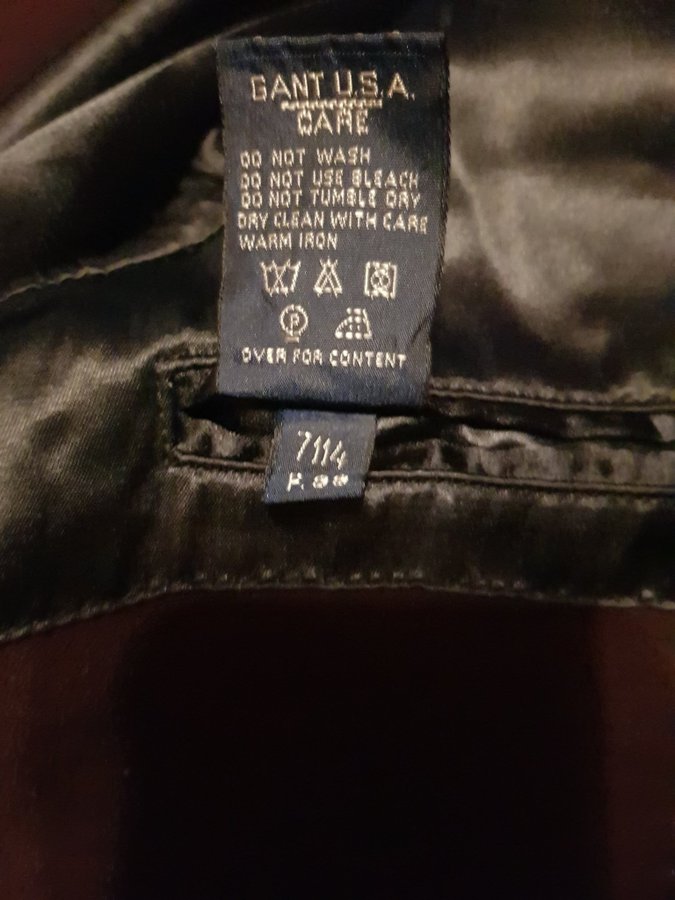 GANT U.S.A.
CARE
DO NOT WASH
DO NOT USE BLEACH
DO NOT TUMBLE DRY
DRY CLEAN WITH CARE
WARM IRON
P
OVER FOR CONTENT
7114